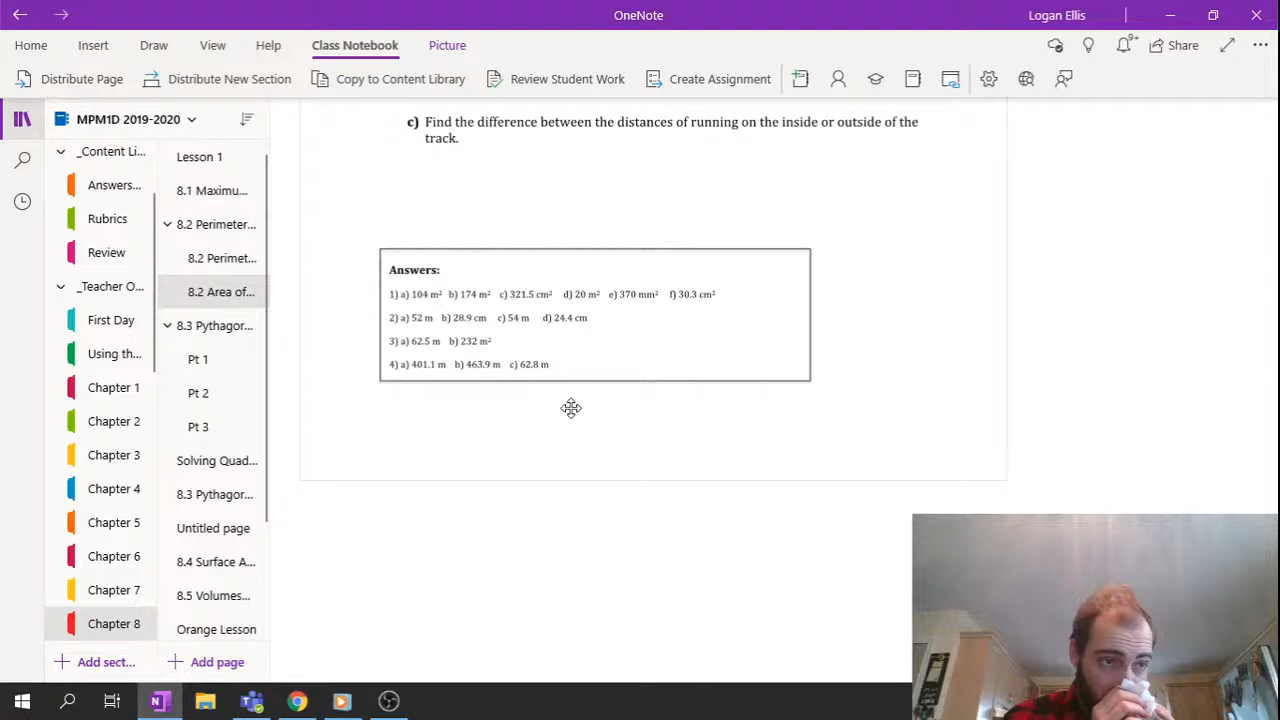 OneNote
Logan Ellis
Home
Insert
Draw
View
Help
Class Notebook
Picture
9+
Share
Distribute Page
Distribute New Section
Copy to Content Library
Review Student Work
Create Assignment
MPM1D 2019-2020
_Content Li...
Answers...
Rubrics
Review
_Teacher O...
First Day
Using th...
Chapter 1
Chapter 2
Chapter 3
Chapter 4
Chapter 5
Chapter 6
Chapter 7
Chapter 8
Add sect...
Lesson 1
8.1 Maximu...
8.2 Perimeter...
8.2 Perimet...
8.2 Area of...
8.3 Pythagor...
Pt 1
Pt 2
Pt 3
Solving Quad...
8.3 Pythagor...
Untitled page
8.4 Surface A...
8.5 Volumes...
Orange Lesson
Add page
c) Find the difference between the distances of running on the inside or outside of the
track.
Answers:
1) a) 104 m² b) 174 m² c) 321.5 cm² d) 20 m² e) 370 mm² f) 30.3 cm²
2) a) 52 m b) 28.9 cm c) 54 m d) 24.4 cm
3) a) 62.5 m b) 232 m²
4) a) 401.1 m b) 463.9 m c) 62.8 m